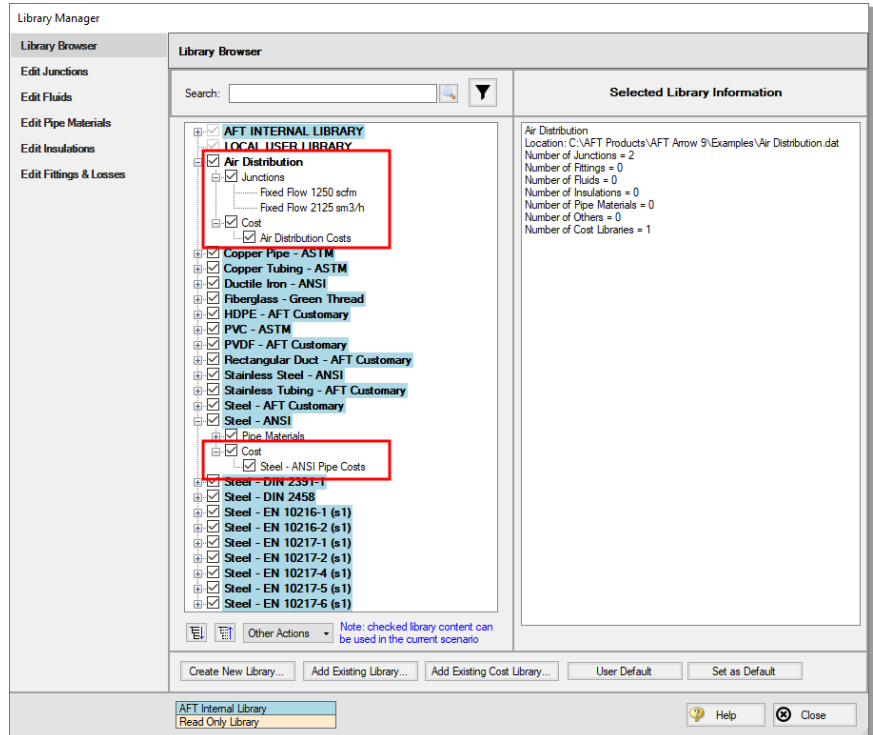 Library Manager
Library Browser
Edit Junctions
Edit Fluids
Edit Pipe Materials
Edit Insulations
Edit Fittings & Losses
Library Browser
Search:
AFT INTERNAL LIBRARY
LOCAL USER LIBRARY
Air Distribution
Junctions
Fixed Flow 1250 scfm
Fixed Flow 2125 sm3/h
Cost
Air Distribution Costs
Copper Pipe - ASTM
Copper Tubing - ASTM
Ductile Iron - ANSI
Fiberglass - Green Thread
HDPE - AFT Customary
PVC - ASTM
PVDF - AFT Customary
Rectangular Duct - AFT Customary
Stainless Steel - ANSI
Stainless Tubing - AFT Customary
Steel - AFT Customary
Steel - ANSI
Pipe Materials
Cost
Steel - ANSI Pipe Costs
Steel - DIN 2391-1
Steel - DIN 2458
Steel - EN 10216-1 (s1)
Steel - EN 10216-2 (s1)
Steel - EN 10217-1 (s1)
Steel - EN 10217-2 (s1)
Steel - EN 10217-4 (s1)
Steel - EN 10217-5 (s1)
Steel - EN 10217-6 (s1)
Other Actions
Note: checked library content can
be used in the current scenario
Selected Library Information
Air Distribution
Location: C:\AFT Products\AFT Arrow 9\Examples\Air Distribution.dat
Number of Junctions = 2
Number of Fittings = 0
Number of Fluids = 0
Number of Insulations = 0
Number of Pipe Materials = 0
Number of Others = 0
Number of Cost Libraries = 1
Create New Library...
Add Existing Library...
Add Existing Cost Library...
User Default
Set as Default
AFT Internal Library
Read Only Library
Help
Close